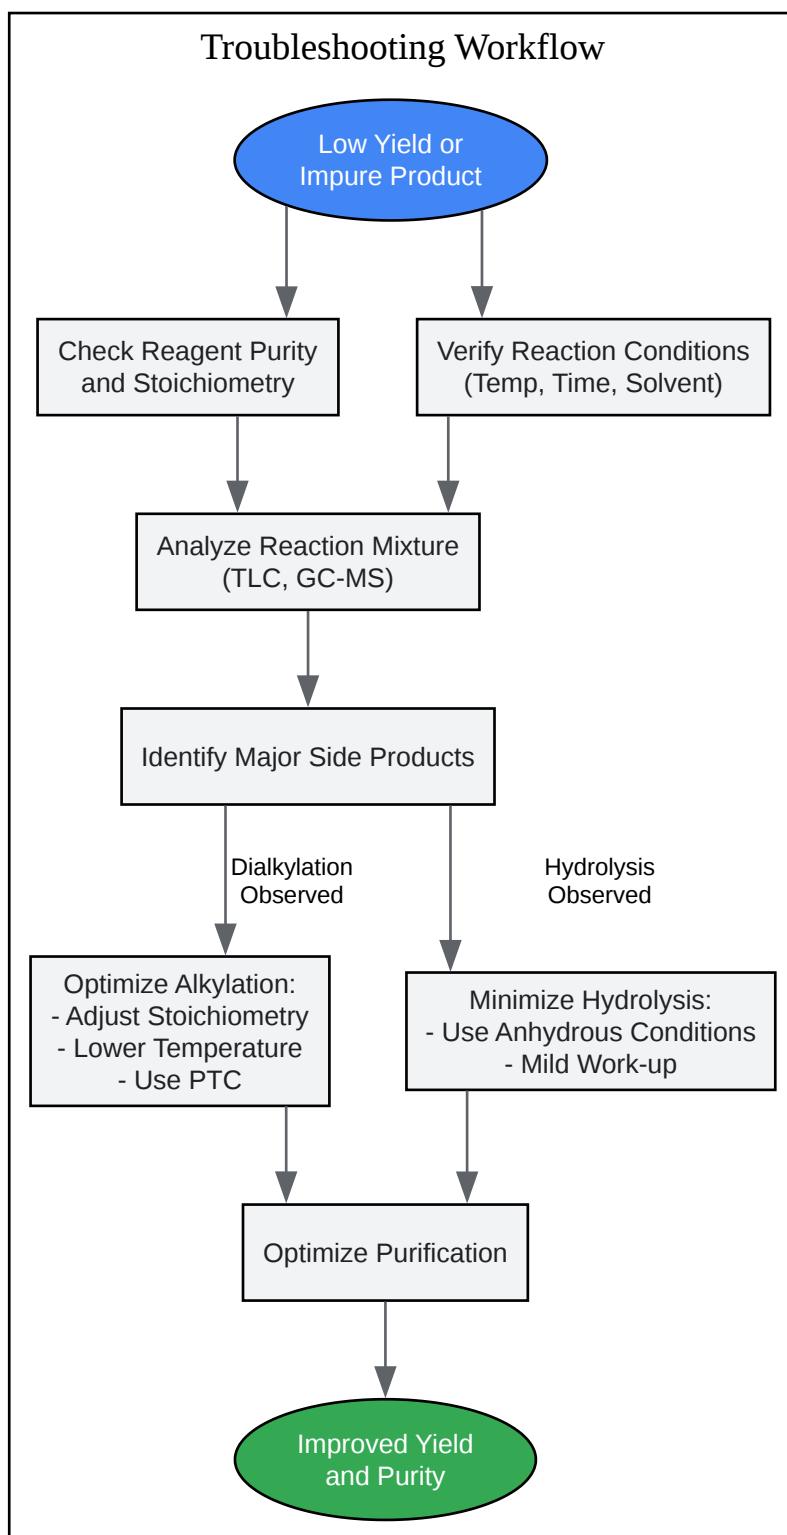 Troubleshooting Workflow
Low Yield or
Impure Product
Check Reagent Purity
and Stoichiometry
Verify Reaction Conditions
(Temp, Time, Solvent)
Analyze Reaction Mixture
(TLC, GC-MS)
Identify Major Side Products
Dialkylation
Observed
Hydrolysis
Observed
Optimize Alkylation:
- Adjust Stoichiometry
- Lower Temperature
- Use PTC
Minimize Hydrolysis:
- Use Anhydrous Conditions
- Mild Work-up
Optimize Purification
Improved Yield
and Purity